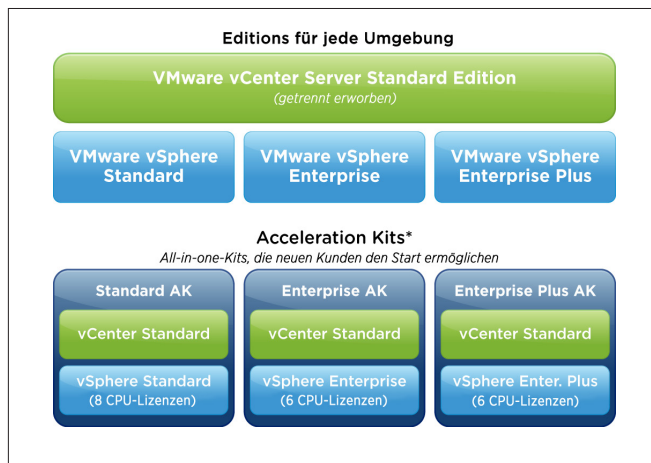 Editions für jede Umgebung
VMware vCenter Server Standard Edition
(getrennt erworben)
VMware vSphere
Standard
VMware vSphere
Enterprise
VMware vSphere
Enterprise Plus
Acceleration Kits*
All-in-one-Kits, die neuen Kunden den Start ermöglichen
Standard AK
vCenter Standard
vSphere Standard
(8 CPU-Lizenzen)
Enterprise AK
vCenter Standard
vSphere Enterprise
(6 CPU-Lizenzen)
Enterprise Plus AK
vCenter Standard
vSphere Enter. Plus
(6 CPU-Lizenzen)